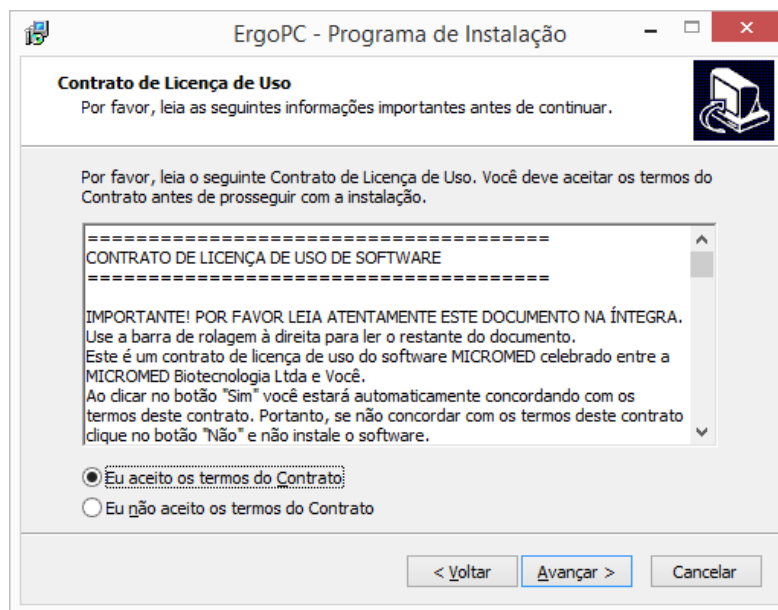 ErgoPC - Programa de Instalação
Contrato de Licença de Uso
Por favor, leia as seguintes informações importantes antes de continuar.
Por favor, leia o seguinte Contrato de Licença de Uso. Você deve aceitar os termos do
Contrato antes de prosseguir com a instalação.
======================================
CONTRATO DE LICENÇA DE USO DE SOFTWARE
======================================
IMPORTANTE! POR FAVOR LEIA ATENTAMENTE ESTE DOCUMENTO NA ÍNTEGRA.
Use a barra de rolagem à direita para ler o restante do documento.
Este é um contrato de licença de uso do software MICROMED celebrado entre a
MICROMED Biotecnologia Ltda e Você.
Ao clicar no botão "Sim" você estará automaticamente concordando com os
termos deste contrato. Portanto, se não concordar com os termos deste contrato
clique no botão "Não" e não instale o software.
Eu aceito os termos do Contrato
Eu não aceito os termos do Contrato
< Voltar Avançar > Cancelar